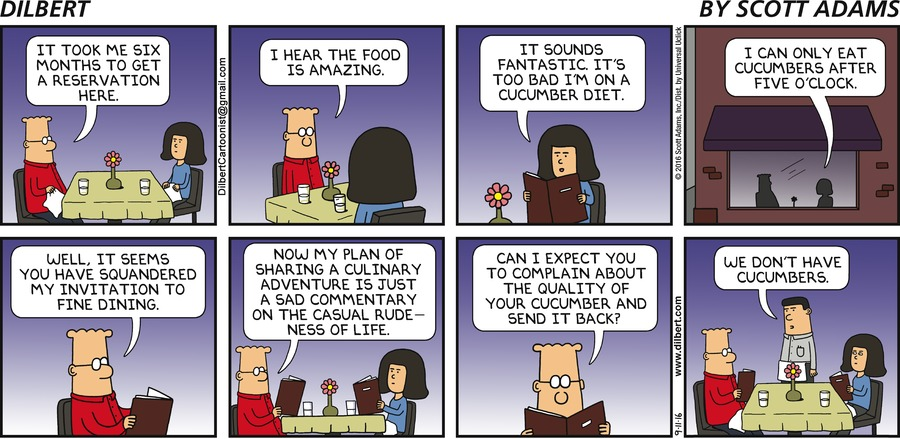 DILBERT
BY SCOTT ADAMS
IT TOOK ME SIX
MONTHS TO GET
A RESERVATION
HERE.
DilbertCartoonist@gmail.com
I HEAR THE FOOD
IS AMAZING.
IT SOUNDS
FANTASTIC. IT'S
TOO BAD I'M ON A
CUCUMBER DIET.
© 2016 Scott Adams, Inc./Dist. by Universal Uclick
I CAN ONLY EAT
CUCUMBERS AFTER
FIVE O'CLOCK.
WELL, IT SEEMS
YOU HAVE SQUANDERED
MY INVITATION TO
FINE DINING.
NOW MY PLAN OF
SHARING A CULINARY
ADVENTURE IS JUST
A SAD COMMENTARY
ON THE CASUAL RUDE-
NESS OF LIFE.
CAN I EXPECT YOU
TO COMPLAIN ABOUT
THE QUALITY OF
YOUR CUCUMBER AND
SEND IT BACK?
9-11-16 www.dilbert.com
WE DON'T HAVE
CUCUMBERS.